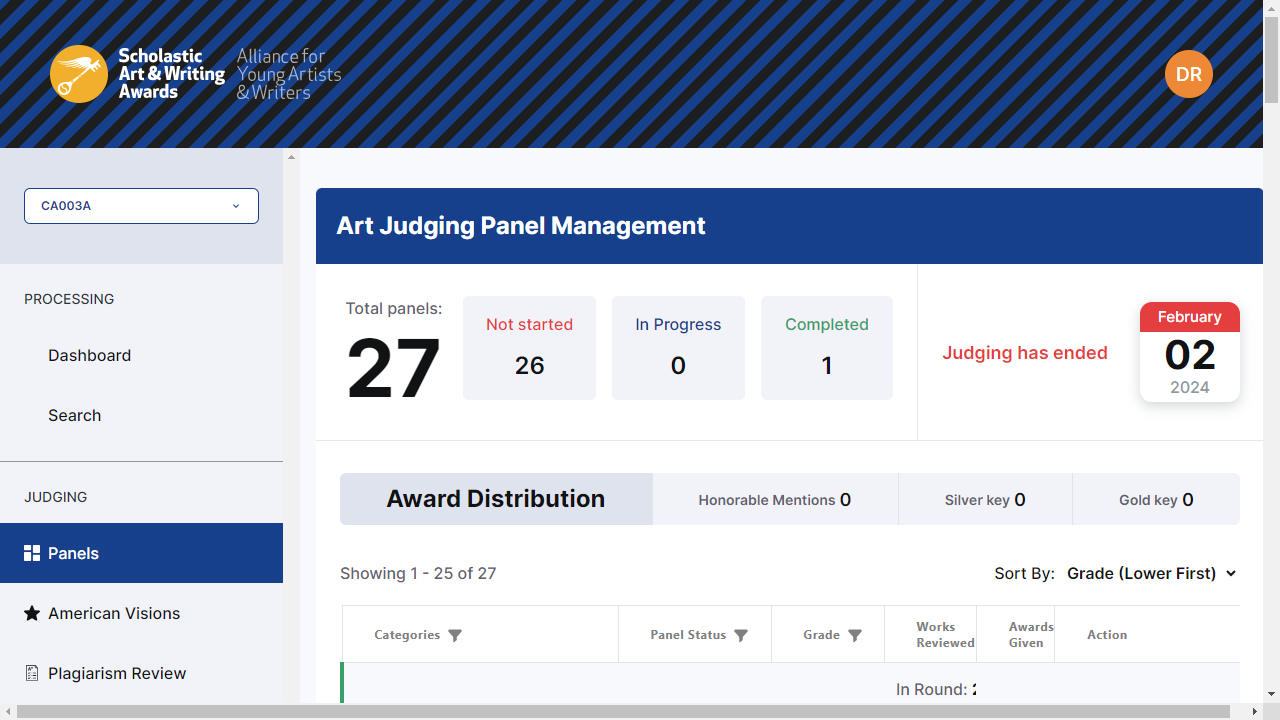 Scholastic
Art & Writing
Awards
Alliance for
Young Artists
& Writers
DR
CA003A
PROCESSING
Dashboard
Search
JUDGING
Panels
American Visions
Plagiarism Review
Art Judging Panel Management
Total panels:
27
Not started
26
In Progress
0
Completed
1
Judging has ended
February
02
2024
Award Distribution
Honorable Mentions 0
Silver key 0
Gold key 0
Showing 1 - 25 of 27
Sort By: Grade (Lower First)
Categories
Panel Status
Grade
Works
Reviewed
Awards
Given
Action
In Round: